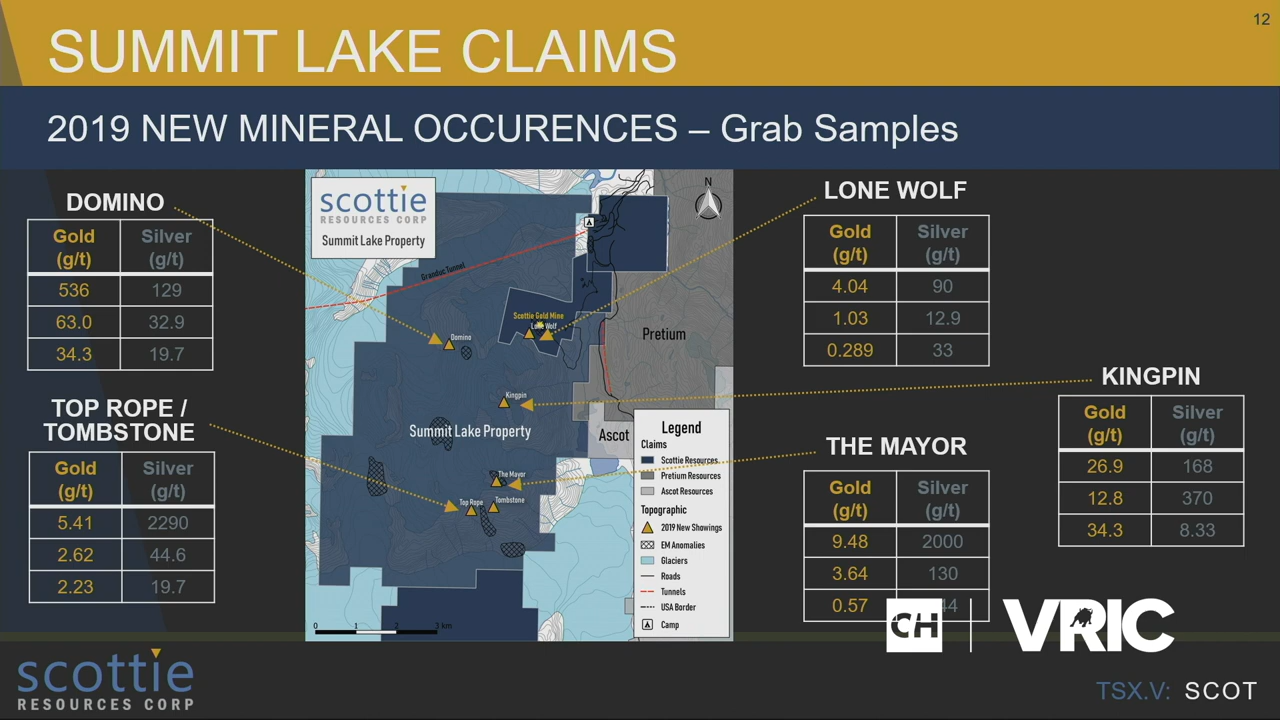 12
SUMMIT LAKE CLAIMS
2019 NEW MINERAL OCCURENCES – Grab Samples
DOMINO
Gold (g/t) Silver (g/t)
536 129
63.0 32.9
34.3 19.7
TOP ROPE /
TOMBSTONE
Gold (g/t) Silver (g/t)
5.41 2290
2.62 44.6
2.23 19.7
scottie
RESOURCES CORP
Summit Lake Property
N
Granduc Tunnel
Scottie Gold Mine
Lone Wolf
Domino
Pretium
Kingpin
Summit Lake Property
Ascot
The Mayor
Top Rope
Tombstone
0 1 2 3 km
Legend
Claims
Scottie Resources
Pretium Resources
Ascot Resources
Topographic
2019 New Showings
EM Anomalies
Glaciers
Roads
Tunnels
USA Border
Camp
LONE WOLF
Gold (g/t) Silver (g/t)
4.04 90
1.03 12.9
0.289 33
KINGPIN
Gold (g/t) Silver (g/t)
26.9 168
12.8 370
34.3 8.33
THE MAYOR
Gold (g/t) Silver (g/t)
9.48 2000
3.64 130
0.57
CH VRIC
scottie
RESOURCES CORP
TSX.V: SCOT